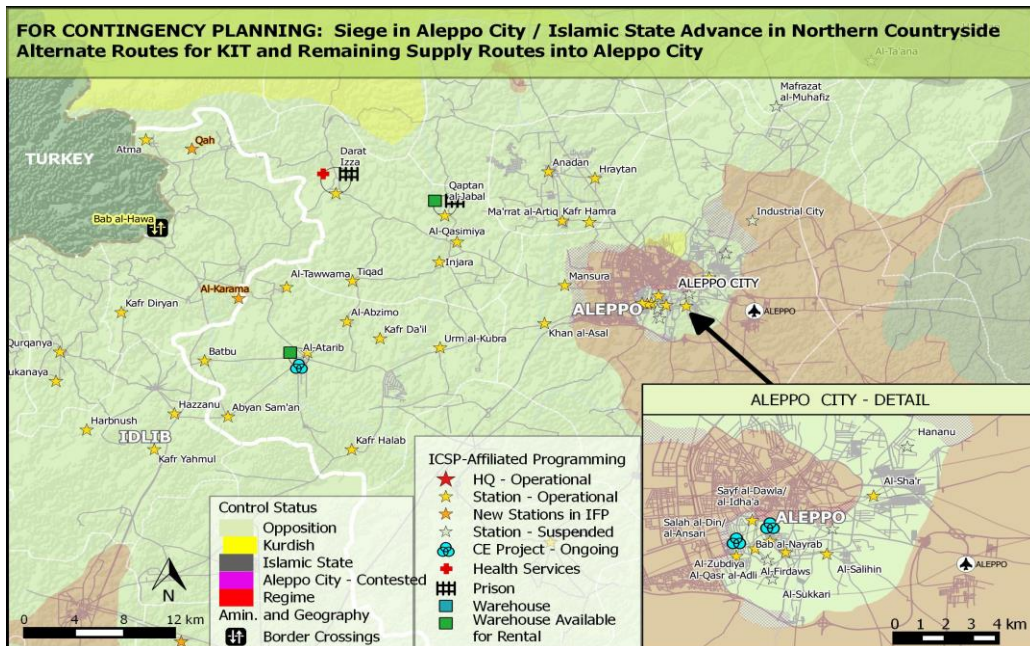 FOR CONTINGENCY PLANNING: Siege in Aleppo City / Islamic State Advance in Northern Countryside
Alternate Routes for KIT and Remaining Supply Routes into Aleppo City
Al-Ta'ana
Mafrazat
al-Muhafiz
TURKEY
Atma
Qah
Darat
Izza
Anadan
Hraytan
Qaptan
al-Jabal
Bab al-Hawa
Ma'rrat al-Artiq
Kafr Hamra
Industrial City
Al-Qasimiya
Injara
Al-Tawwama
Tiqad
Mansura
ALEPPO CITY
Al-Karama
Kafr Diryan
ALEPPO
ALEPPO
Al-Abzimo
Kafr Da'il
Khan al-Asal
Qurqanya
Batbu
Al-Atarib
Urm al-Kubra
ukanaya
Hazzanu
Abyan Sam'an
Harbnush
IDLIB
Kafr Yahmul
Kafr Halab
Control Status
Opposition
Kurdish
Islamic State
Aleppo City - Contested
Regime
Amin. and Geography
Border Crossings
N
0 4 8 12 km
ICSP-Affiliated Programming
HQ - Operational
Station - Operational
New Stations in IFP
Station - Suspended
CE Project - Ongoing
Health Services
Prison
Warehouse
Warehouse Available
for Rental
ALEPPO CITY - DETAIL
Hananu
Al-Sha'r
Sayf al-Dawla/
al-Idha'a
ALEPPO
Salah al-Din/
al-Ansari
Bab al-Nayrab
Al-Zubdiya
Al-Firdaws
Al-Salihin
Al-Qasr al-Adli
Al-Sukkari
ALEPPO
0 1 2 3 4 km